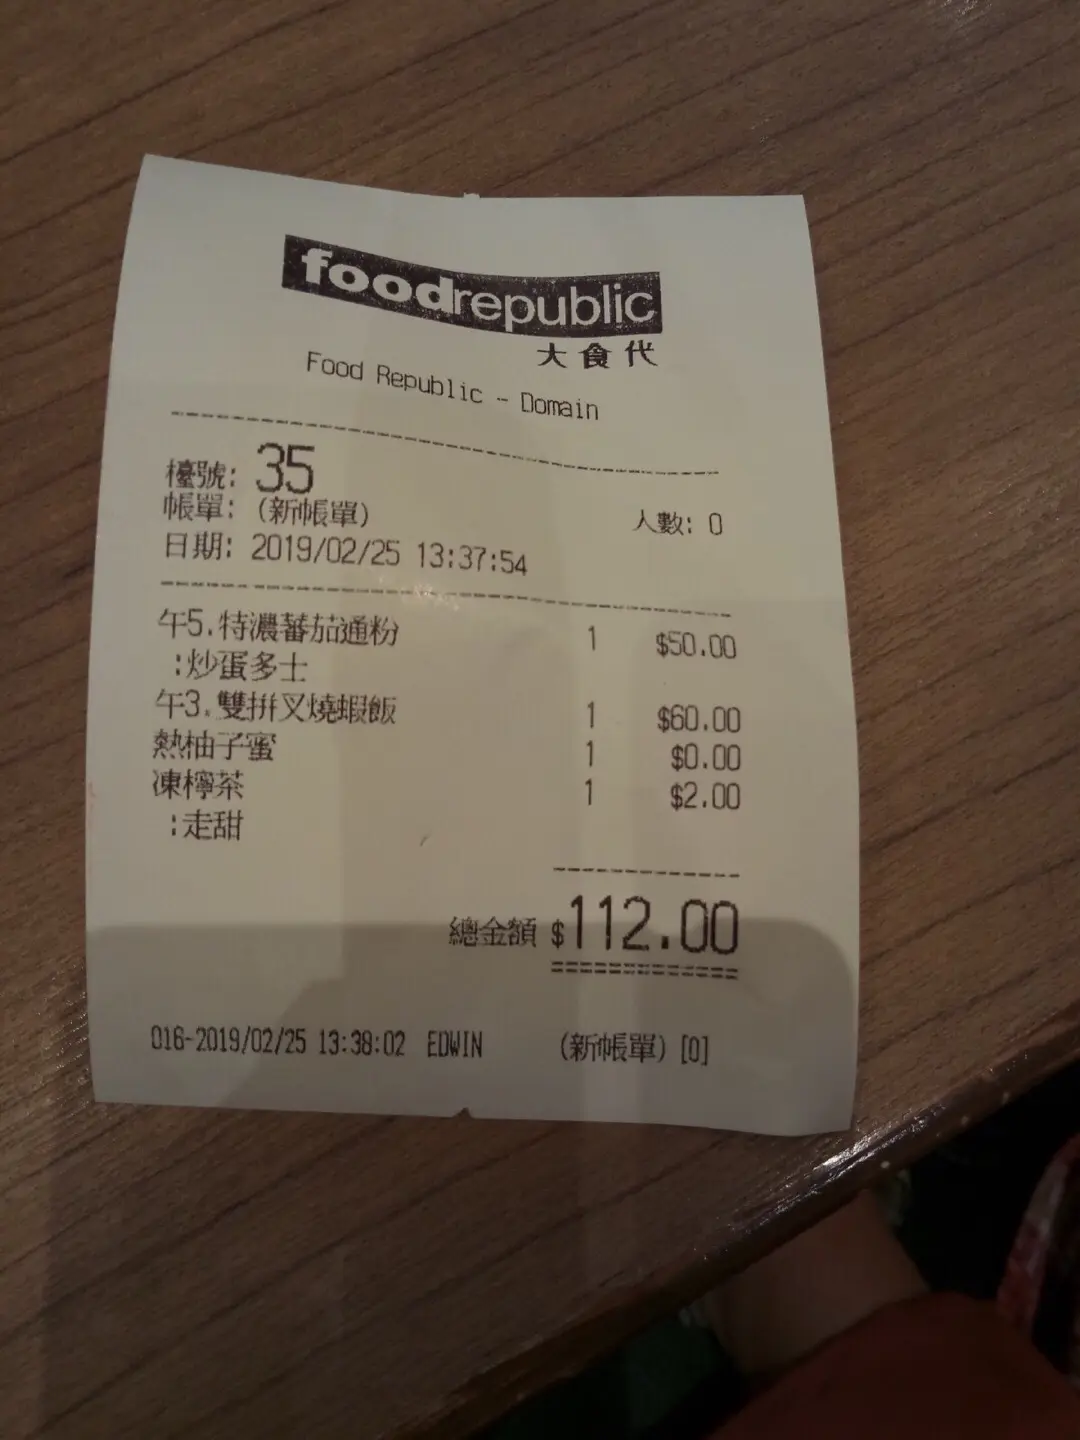 foodrepublic
大食代
Food Republic - Domain
檯號: 35
帳單: (新帳單) 人數: 0
日期: 2019/02/25 13:37:54
午5.特濃蕃茄通粉 1 $50.00
:炒蛋多士
午3.雙拼叉燒蝦飯 1 $60.00
熱柚子蜜 1 $0.00
凍檸茶 1 $2.00
:走甜
總金額 $112.00
016-2019/02/25 13:38:02 EDWIN (新帳單) [0]